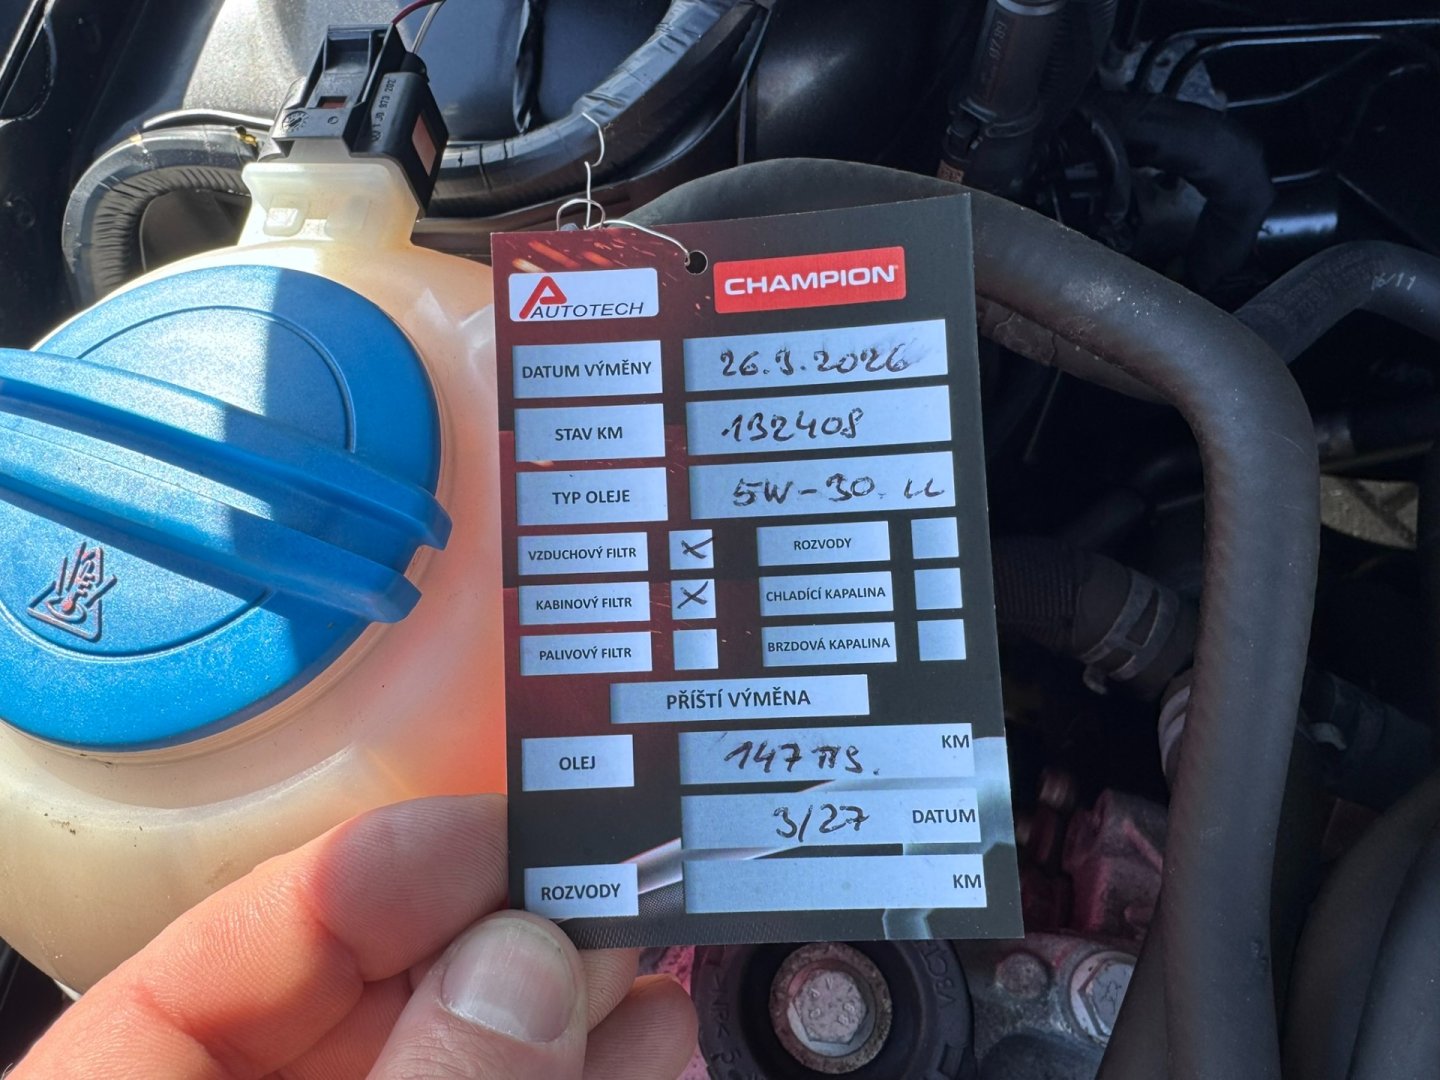 AUTOTECH
CHAMPION
DATUM VÝMĚNY 26.3.2026
STAV KM 132408
TYP OLEJE 5W-30 LL
VZDUCHOVÝ FILTR X ROZVODY
KABINOVÝ FILTR X CHLADÍCÍ KAPALINA
PALIVOVÝ FILTR BRZDOVÁ KAPALINA
PŘÍŠTÍ VÝMĚNA
OLEJ 147 TIS. KM
3/27 DATUM
ROZVODY KM